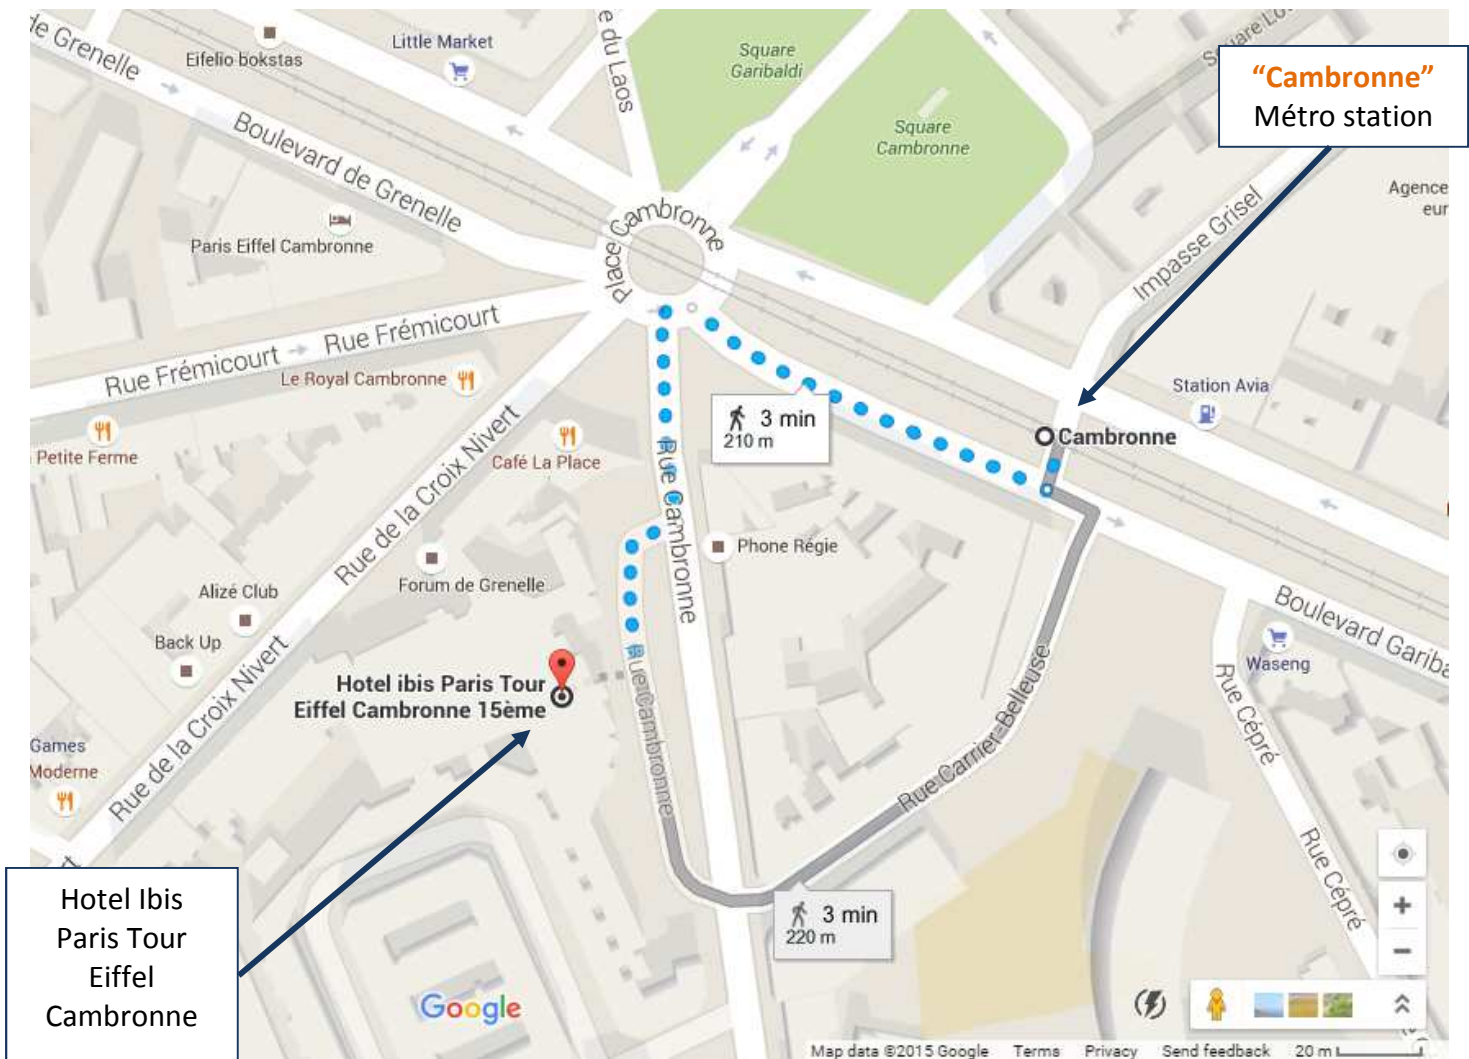 de Grenelle
Eifelio bokstas
Little Market
e du Laos
Square
Garibaldi
Square
Cambronne
“Cambronne”
Métro station
Boulevard de Grenelle
Paris Eiffel Cambronne
Place Cambronne
Impasse Grisel
Agence
eur
Rue Frémicourt
Rue Frémicourt
Le Royal Cambronne
Station Avia
3 min
210 m
Cambronne
Petite Ferme
Café La Place
Rue de la Croix Nivert
Rue Cambronne
Phone Régie
Forum de Grenelle
Alizé Club
Back Up
Boulevard Gariba
Waseng
Hotel ibis Paris Tour
Eiffel Cambronne 15ème
Rue Cambronne
Rue Carrier-Belleuse
Rue Cépré
Games
Moderne
Rue de la Croix Nivert
Rue Cépré
Hotel Ibis
Paris Tour
Eiffel
Cambronne
3 min
220 m
Google
Map data ©2015 Google Terms Privacy Send feedback 20 m